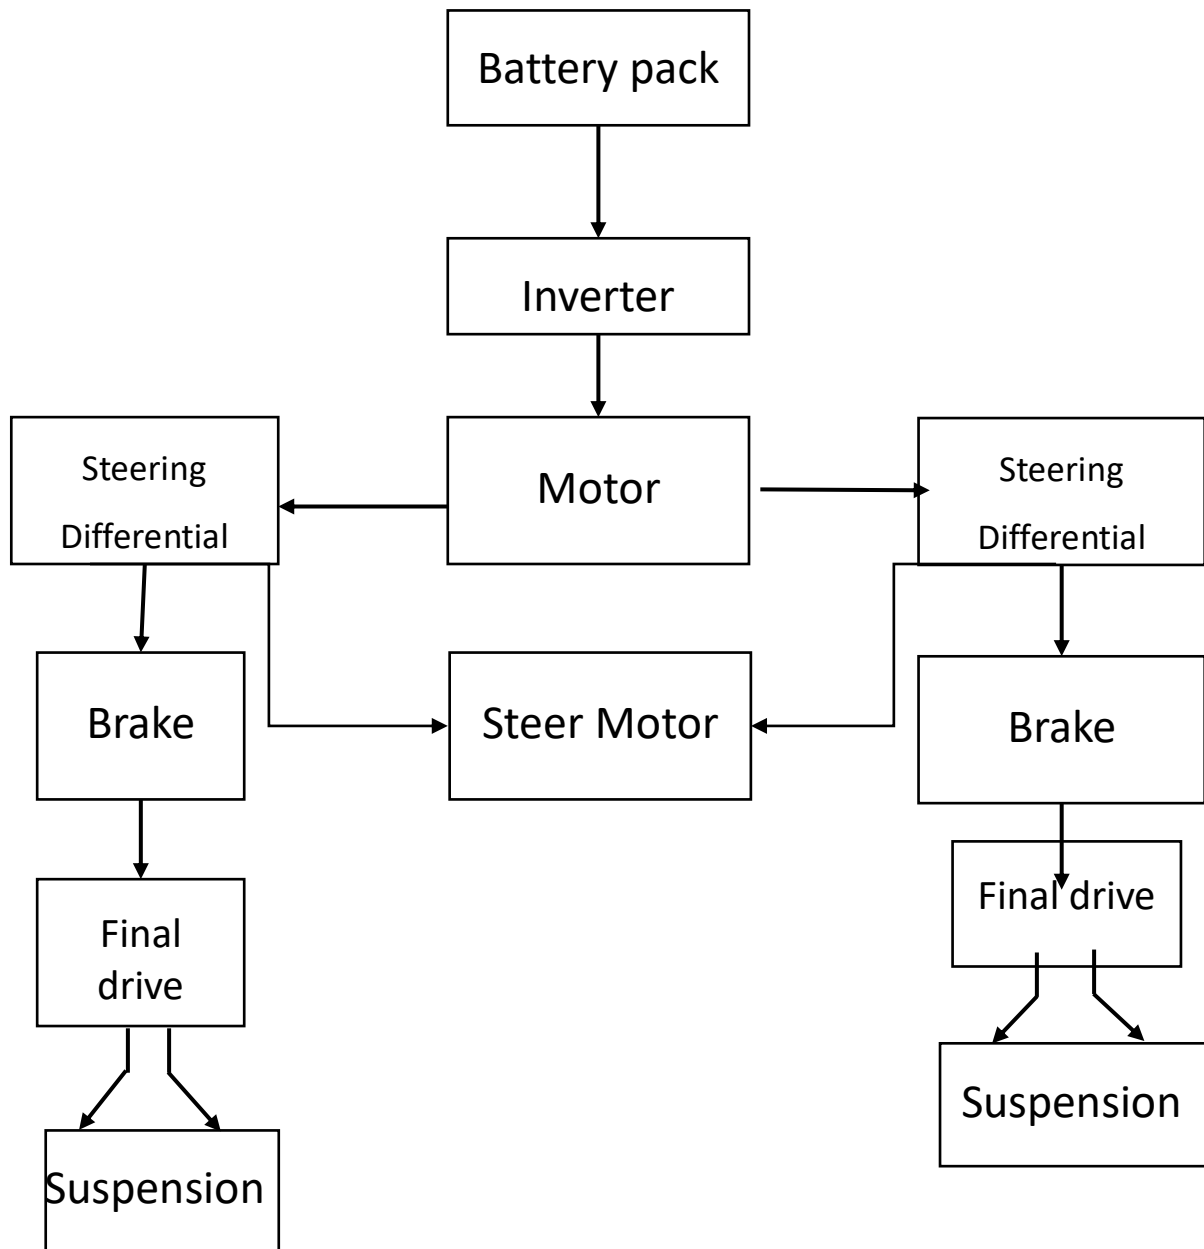 Battery pack
Inverter
Motor
Steering
Differential
Steering
Differential
Brake
Steer Motor
Brake
Final
drive
Final drive
Suspension
Suspension